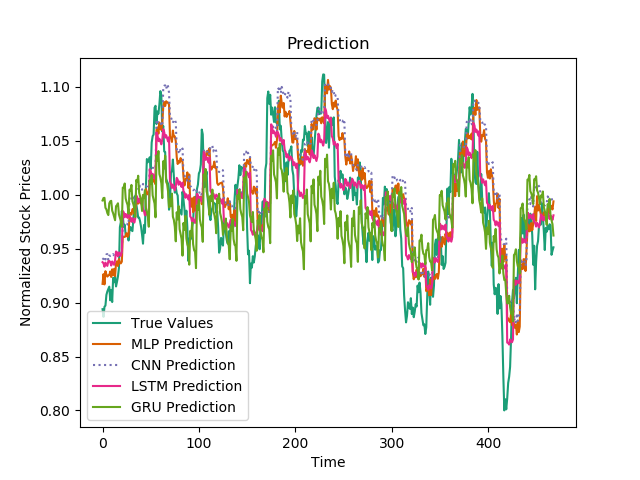 Prediction
Normalized Stock Prices
1.10
1.05
1.00
0.95
0.90
0.85
0.80
True Values
MLP Prediction
CNN Prediction
LSTM Prediction
GRU Prediction
0 100 200 300 400
Time